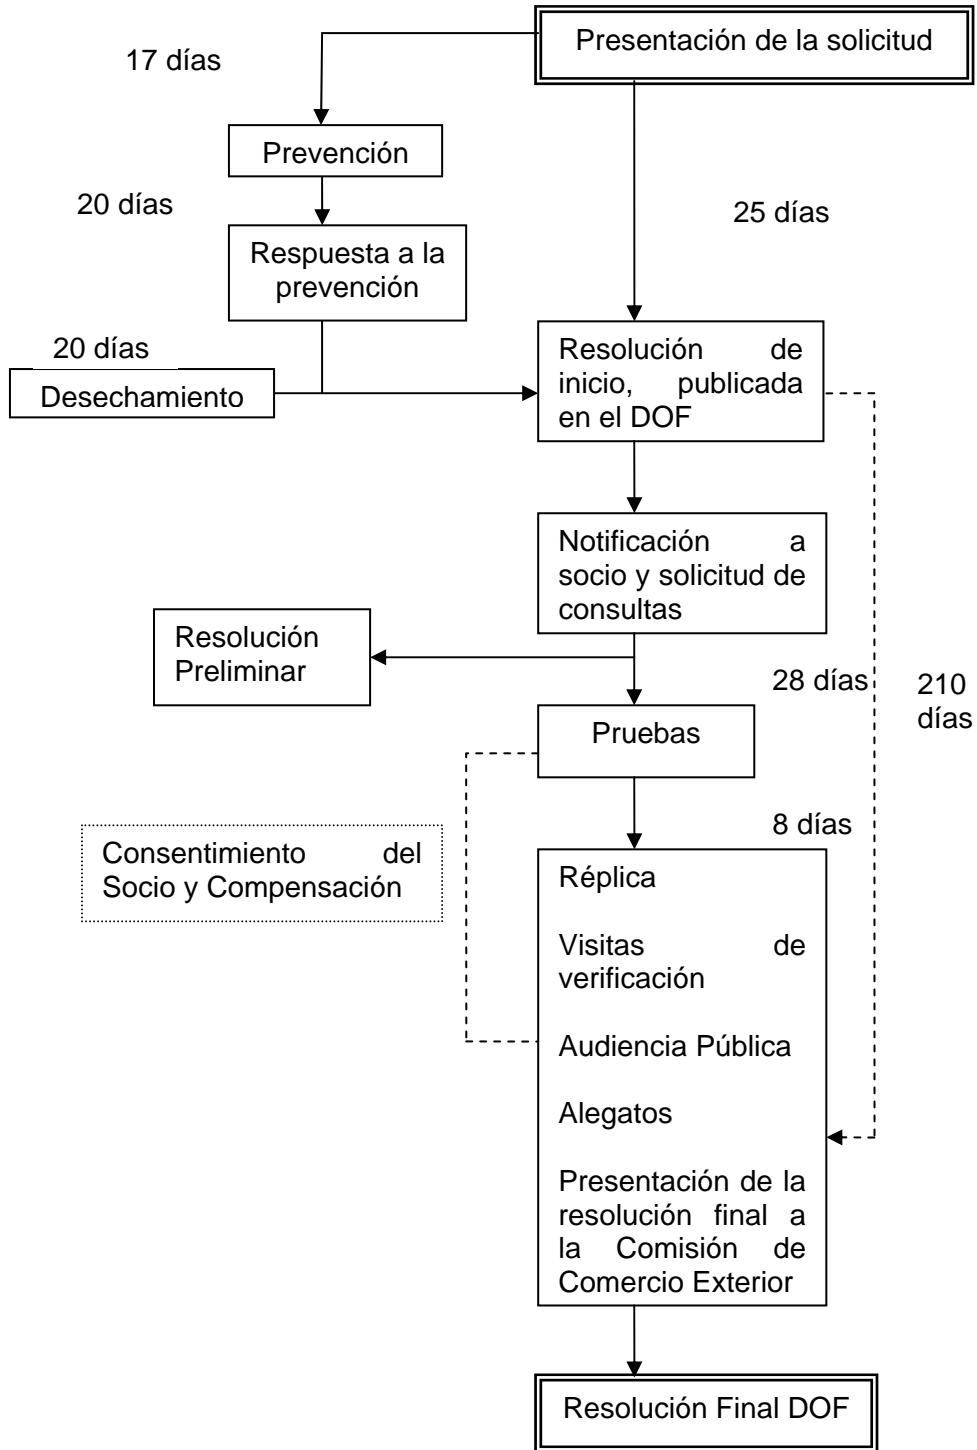 Presentación de la solicitud
17 días
Prevención
20 días
Respuesta a la
prevención
25 días
20 días
Desechamiento
Resolución de
inicio, publicada
en el DOF
Notificación a
socio y solicitud de
consultas
Resolución
Preliminar
28 días
210
días
Pruebas
8 días
Consentimiento del
Socio y Compensación
Réplica
Visitas de
verificación
Audiencia Pública
Alegatos
Presentación de la
resolución final a
la Comisión de
Comercio Exterior
Resolución Final DOF